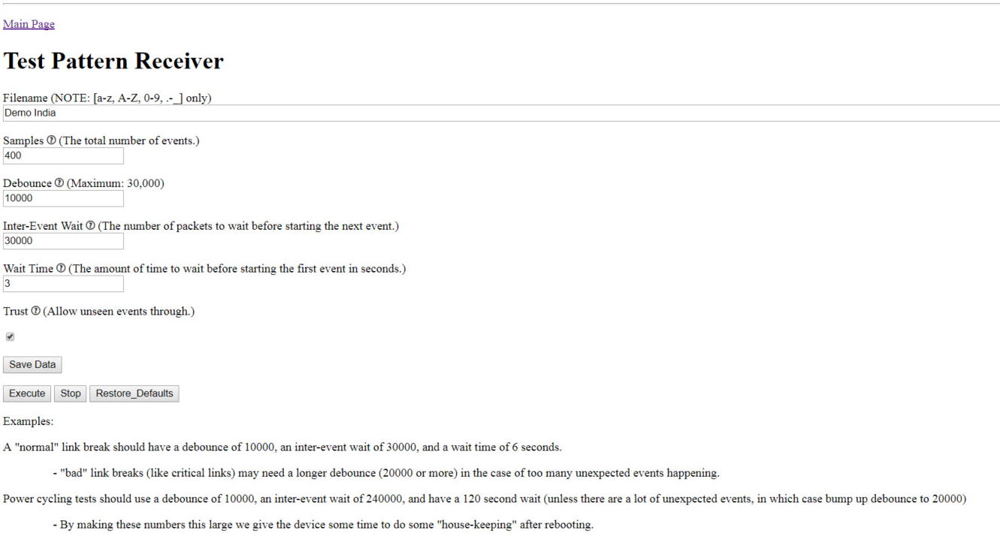 Main Page
Test Pattern Receiver
Filename (NOTE: [a-z, A-Z, 0-9, .-_] only)
Demo India
Samples ? (The total number of events.)
400
Debounce ? (Maximum: 30,000)
10000
Inter-Event Wait ? (The number of packets to wait before starting the next event.)
30000
Wait Time ? (The amount of time to wait before starting the first event in seconds.)
3
Trust ? (Allow unseen events through.)
Save Data
Execute Stop Restore_Defaults
Examples:
A "normal" link break should have a debounce of 10000, an inter-event wait of 30000, and a wait time of 6 seconds.
- "bad" link breaks (like critical links) may need a longer debounce (20000 or more) in the case of too many unexpected events happening.
Power cycling tests should use a debounce of 10000, an inter-event wait of 240000, and have a 120 second wait (unless there are a lot of unexpected events, in which case bump up debounce to 20000)
- By making these numbers this large we give the device some time to do some "house-keeping" after rebooting.